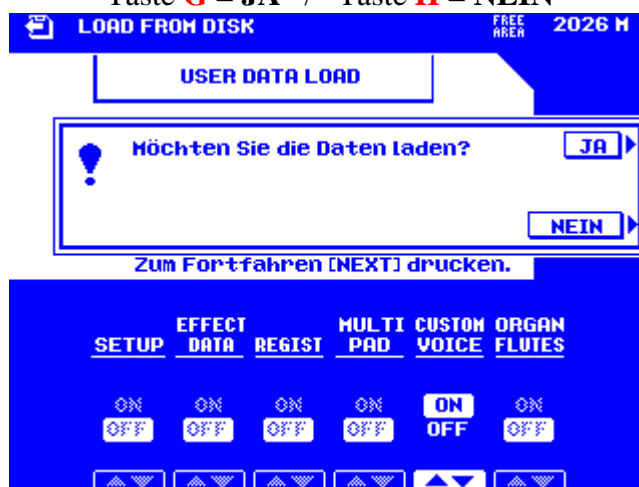 Taste G = JA / Taste H = NEIN
LOAD FROM DISK FREE AREA 2026 M
USER DATA LOAD
Möchten Sie die Daten laden? JA
NEIN
Zum Fortfahren [NEXT] drucken.
SETUP EFFECT DATA REGIST MULTI PAD CUSTOM VOICE ORGAN FLUTES
ON ON ON ON ON ON
OFF OFF OFF OFF OFF OFF